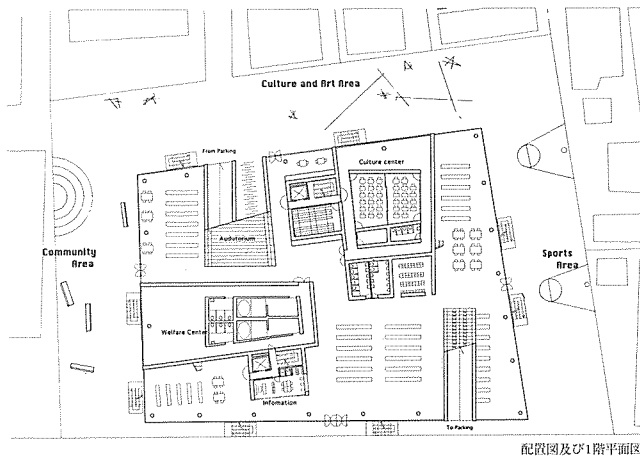 Culture and Art Area
From Parking
Culture center
Auditorium
Community
Area
Sports
Area
Welfare Center
Infomation
To Parking
配置図及び1階平面図